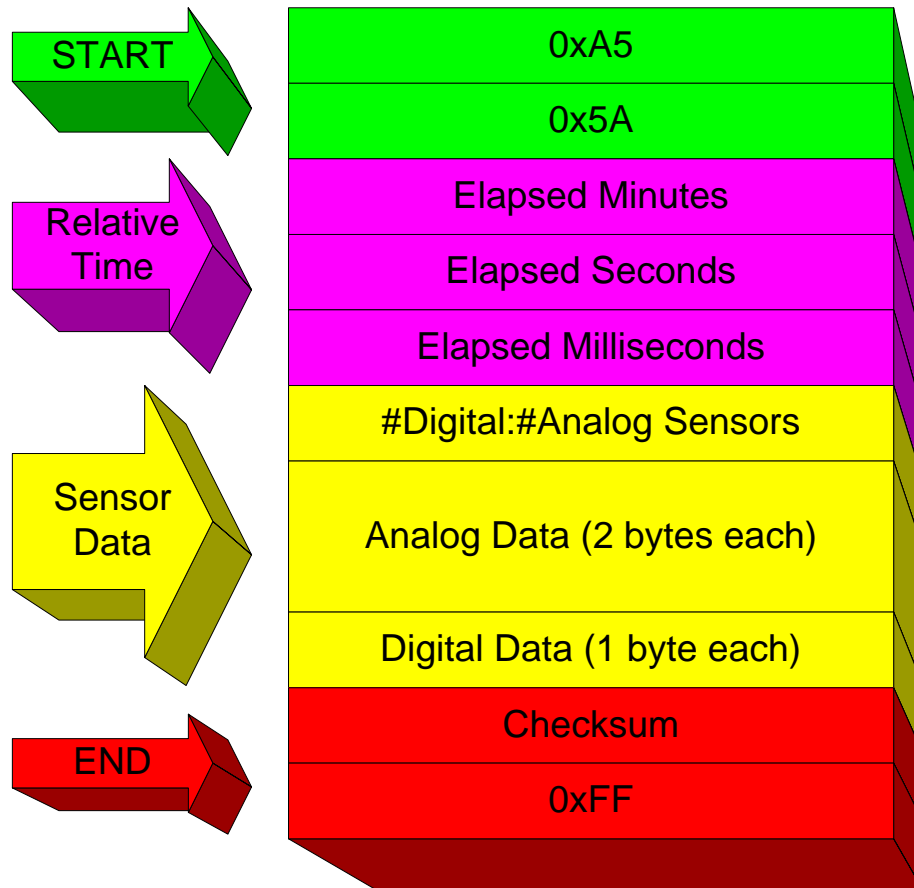 START
0xA5
0x5A
Relative
Time
Elapsed Minutes
Elapsed Seconds
Elapsed Milliseconds
Sensor
Data
#Digital:#Analog Sensors
Analog Data (2 bytes each)
Digital Data (1 byte each)
END
Checksum
0xFF